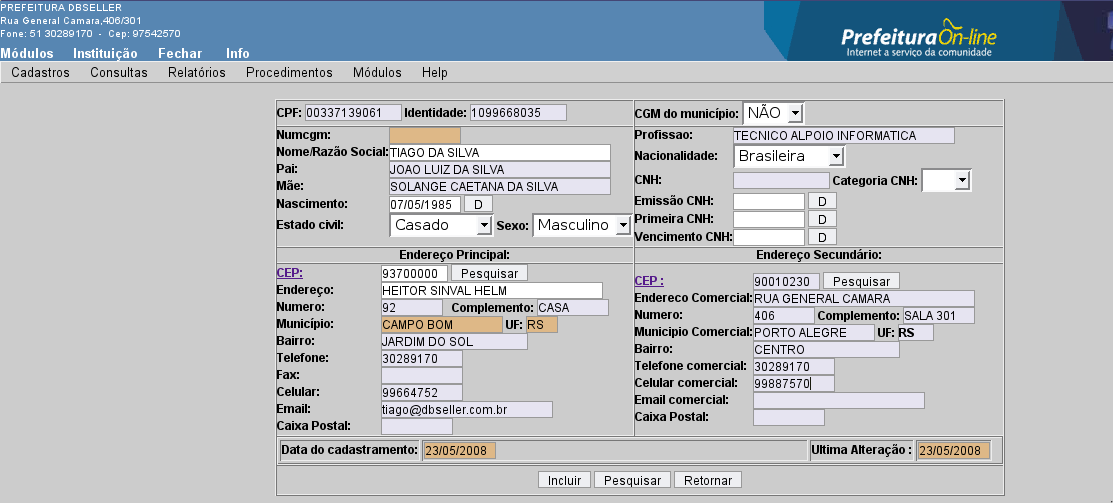 PREFEITURA DBSELLER
Rua General Camara,406/301
Fone: 51 30289170 - Cep: 97542570
Prefeitura On-line
Internet a serviço da comunidade
Módulos Instituição Fechar Info
Cadastros Consultas Relatórios Procedimentos Módulos Help
CPF: 00337139061 Identidade: 1099668035
CGM do município: NÃO
Numcgm:
Nome/Razão Social: TIAGO DA SILVA
Pai: JOAO LUIZ DA SILVA
Mãe: SOLANGE CAETANA DA SILVA
Nascimento: 07/05/1985 D
Estado civil: Casado Sexo: Masculino
Profissao: TECNICO ALPOIO INFORMATICA
Nacionalidade: Brasileira
CNH: Categoria CNH:
Emissão CNH: D
Primeira CNH: D
Vencimento CNH: D
Endereço Principal:
CEP: 93700000 Pesquisar
Endereço: HEITOR SINVAL HELM
Numero: 92 Complemento: CASA
Município: CAMPO BOM UF: RS
Bairro: JARDIM DO SOL
Telefone: 30289170
Fax:
Celular: 99664752
Email: tiago@dbseller.com.br
Caixa Postal:
Endereço Secundário:
CEP : 90010230 Pesquisar
Endereco Comercial: RUA GENERAL CAMARA
Numero: 406 Complemento: SALA 301
Municipio Comercial: PORTO ALEGRE UF: RS
Bairro: CENTRO
Telefone comercial: 30289170
Celular comercial: 99887570
Email comercial:
Caixa Postal:
Data do cadastramento: 23/05/2008 Ultima Alteração : 23/05/2008
Incluir Pesquisar Retornar